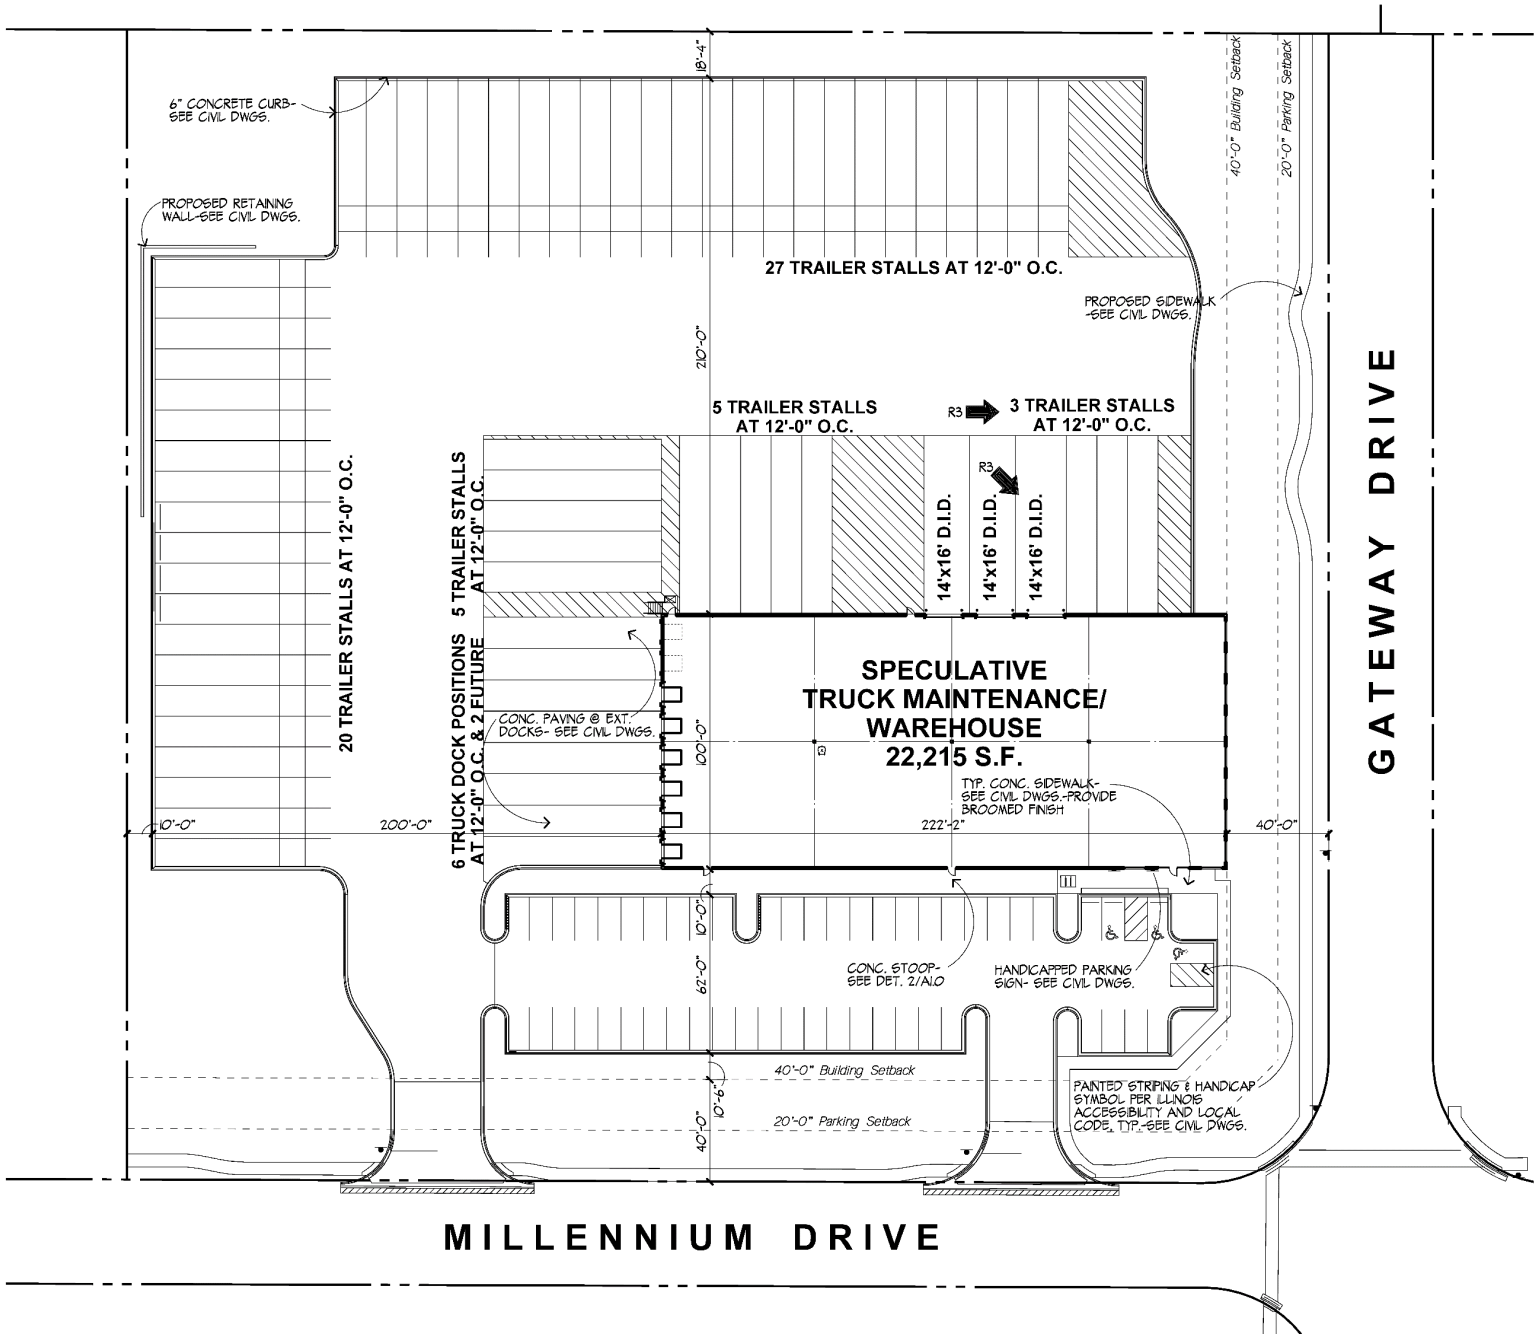 18'-4"
40'-0" Building Setback
20'-0" Parking Setback
6" CONCRETE CURB-
SEE CIVIL DWGS.
PROPOSED RETAINING
WALL-SEE CIVIL DWGS.
27 TRAILER STALLS AT 12'-0" O.C.
PROPOSED SIDEWALK
-SEE CIVIL DWGS.
210'-0"
5 TRAILER STALLS
AT 12'-0" O.C.
R3
3 TRAILER STALLS
AT 12'-0" O.C.
R3
14'x16' D.I.D.
14'x16' D.I.D.
14'x16' D.I.D.
20 TRAILER STALLS AT 12'-0" O.C.
5 TRAILER STALLS
AT 12'-0" O.C.
6 TRUCK DOCK POSITIONS
AT 12'-0" O.C. & 2 FUTURE
GATEWAY DRIVE
SPECULATIVE
TRUCK MAINTENANCE/
WAREHOUSE
22,215 S.F.
CONC. PAVING @ EXT.
DOCKS- SEE CIVIL DWGS.
100'-0"
TYP. CONC. SIDEWALK-
SEE CIVIL DWGS.-PROVIDE
BROOMED FINISH
10'-0"
200'-0"
222'-2"
40'-0"
10'-0"
62'-0"
CONC. STOOP-
SEE DET. 2/A1.0
HANDICAPPED PARKING
SIGN- SEE CIVIL DWGS.
40'-0" Building Setback
10'-6"
20'-0" Parking Setback
40'-0"
PAINTED STRIPING & HANDICAP
SYMBOL PER ILLINOIS
ACCESSIBILITY AND LOCAL
CODE, TYP.-SEE CIVIL DWGS.
MILLENNIUM DRIVE